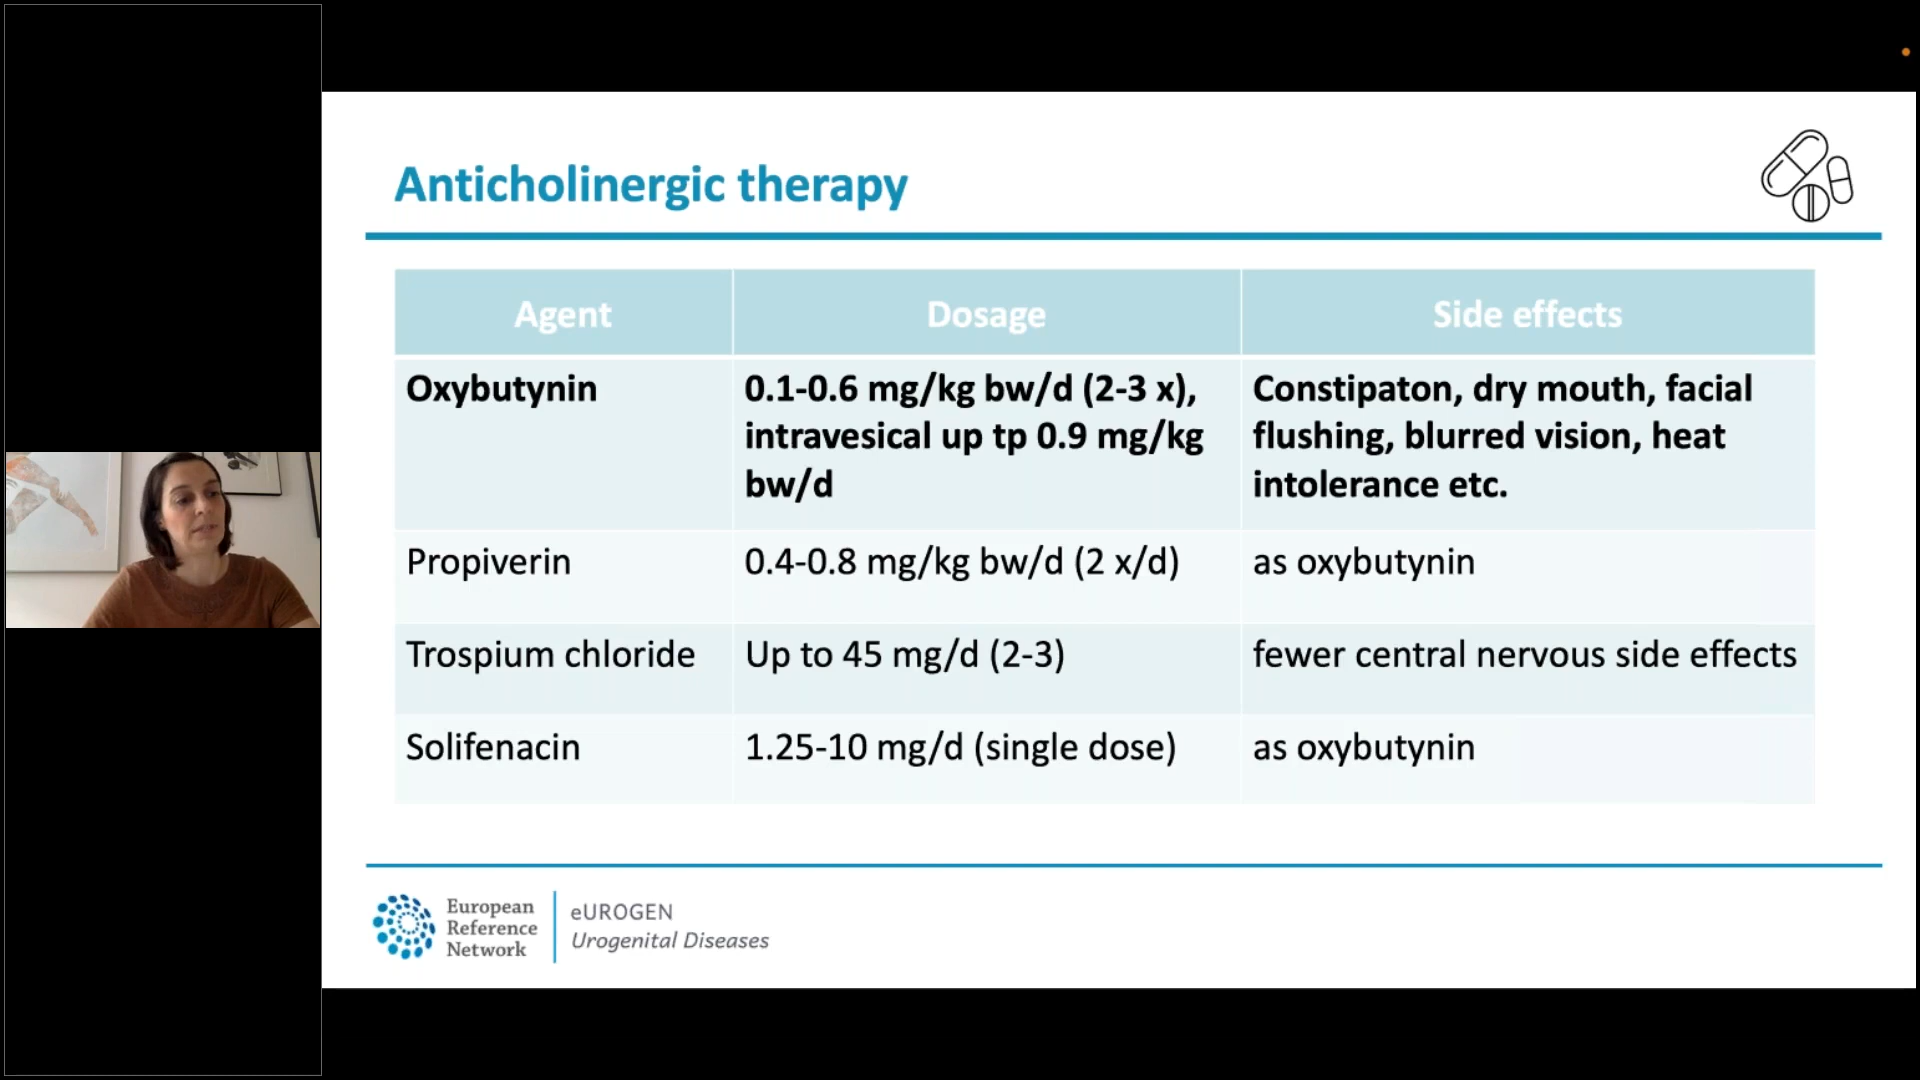 Anticholinergic therapy
Agent
Dosage
Side effects
Oxybutynin
0.1-0.6 mg/kg bw/d (2-3 x),
intravesical up tp 0.9 mg/kg
bw/d
Constipaton, dry mouth, facial
flushing, blurred vision, heat
intolerance etc.
Propiverin
0.4-0.8 mg/kg bw/d (2 x/d)
as oxybutynin
Trospium chloride
Up to 45 mg/d (2-3)
fewer central nervous side effects
Solifenacin
1.25-10 mg/d (single dose)
as oxybutynin
European
Reference
Network
eUROGEN
Urogenital Diseases